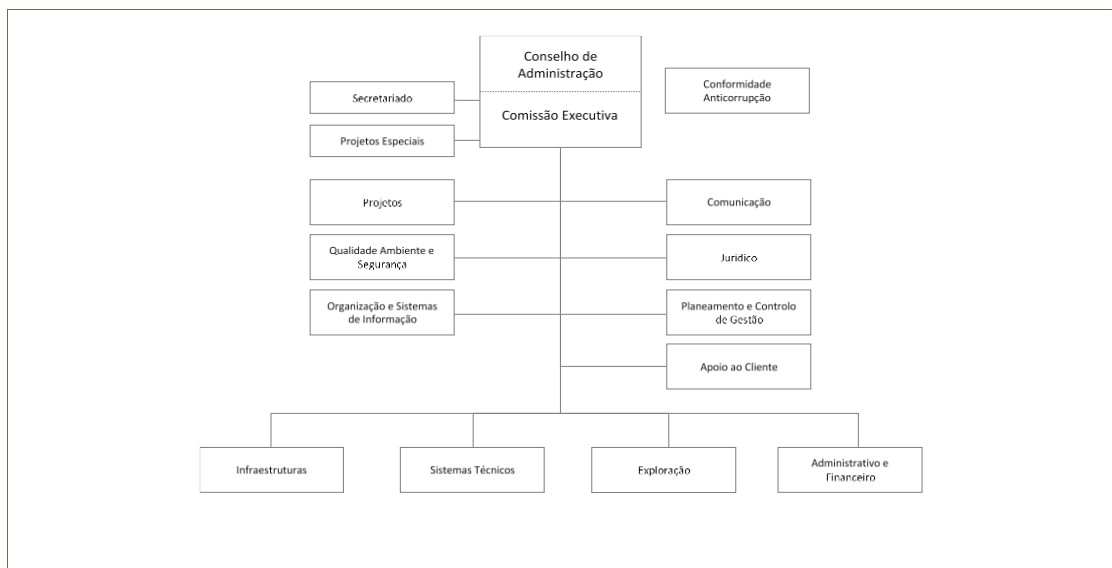 Conselho de
Administração
Comissão Executiva
Conformidade
Anticorrupção
Secretariado
Projetos Especiais
Projetos
Comunicação
Qualidade Ambiente e
Segurança
Jurídico
Organização e Sistemas
de Informação
Planeamento e Controlo
de Gestão
Apoio ao Cliente
Infraestruturas
Sistemas Técnicos
Exploração
Administrativo e
Financeiro